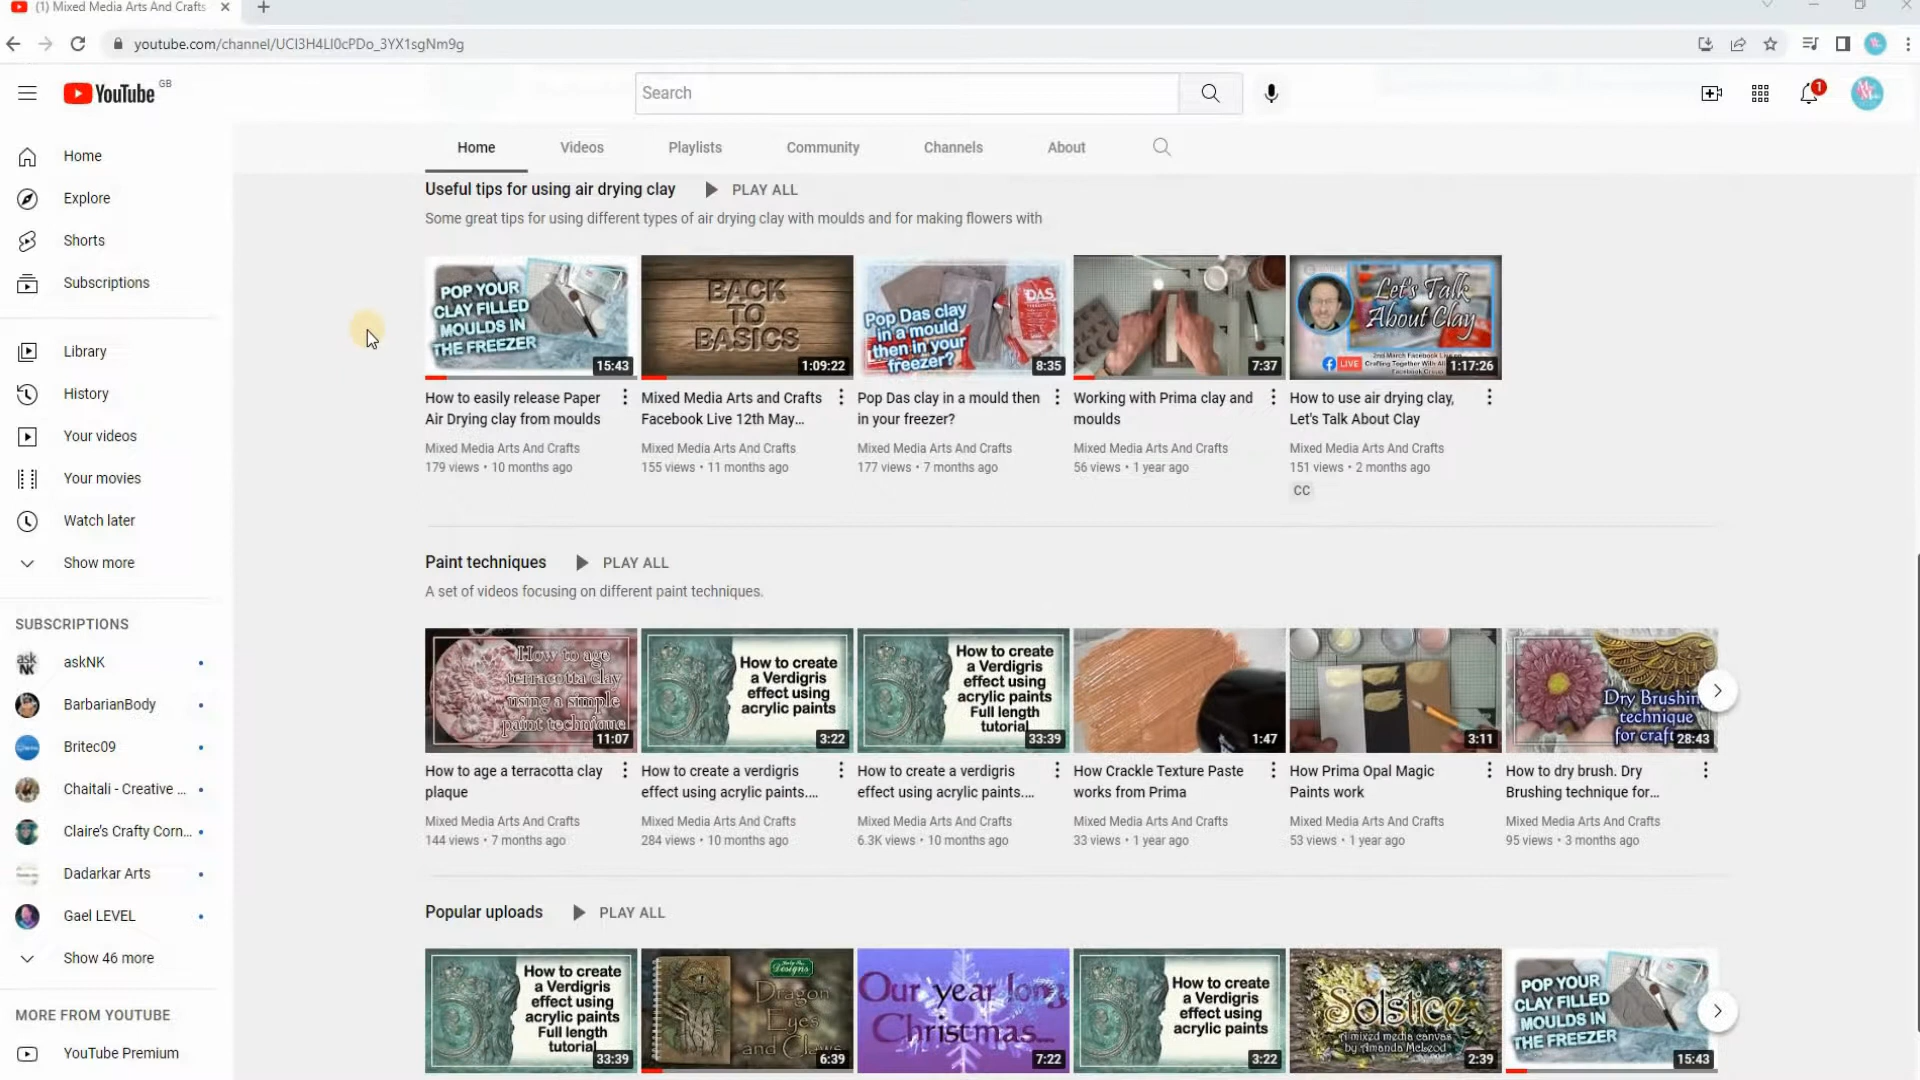 (1) Mixed Media Arts And Crafts
youtube.com/channel/UCI3H4LI0cPDo_3YX1sgNm9g
YouTube GB
Search
1
Home Videos Playlists Community Channels About
Home
Explore
Shorts
Subscriptions
Library
History
Your videos
Your movies
Watch later
Show more
SUBSCRIPTIONS
askNK
BarbarianBody
Britec09
Chaitali - Creative ...
Claire's Crafty Corn...
Dadarkar Arts
Gael LEVEL
Show 46 more
MORE FROM YOUTUBE
YouTube Premium
Useful tips for using air drying clay PLAY ALL
Some great tips for using different types of air drying clay with moulds and for making flowers with
POP YOUR
CLAY FILLED
MOULDS IN
THE FREEZER
15:43
How to easily release Paper
Air Drying clay from moulds
Mixed Media Arts And Crafts
179 views • 10 months ago
BACK
TO
BASICS
1:09:22
Mixed Media Arts and Crafts
Facebook Live 12th May...
Mixed Media Arts And Crafts
155 views • 11 months ago
Pop Das clay
in a mould
then in your
freezer?
DAS
8:35
Pop Das clay in a mould then
in your freezer?
Mixed Media Arts And Crafts
177 views • 7 months ago
7:37
Working with Prima clay and
moulds
Mixed Media Arts And Crafts
56 views • 1 year ago
Let's Talk
About Clay
LIVE
2nd March Facebook Live on
Crafting Together With All
Facebook Group
1:17:26
How to use air drying clay,
Let's Talk About Clay
Mixed Media Arts And Crafts
151 views • 2 months ago
CC
Paint techniques PLAY ALL
A set of videos focusing on different paint techniques.
How to age
terracotta clay
using a simple
paint technique
11:07
How to age a terracotta clay
plaque
Mixed Media Arts And Crafts
144 views • 7 months ago
How to create
a Verdigris
effect using
acrylic paints
3:22
How to create a verdigris
effect using acrylic paints....
Mixed Media Arts And Crafts
284 views • 10 months ago
How to create
a Verdigris
effect using
acrylic paints
Full length
tutorial
33:39
How to create a verdigris
effect using acrylic paints....
Mixed Media Arts And Crafts
6.3K views • 10 months ago
1:47
How Crackle Texture Paste
works from Prima
Mixed Media Arts And Crafts
33 views • 1 year ago
3:11
How Prima Opal Magic
Paints work
Mixed Media Arts And Crafts
53 views • 1 year ago
Dry Brushing
technique
for craft
28:43
How to dry brush. Dry
Brushing technique for...
Mixed Media Arts And Crafts
95 views • 3 months ago
Popular uploads PLAY ALL
How to create
a Verdigris
effect using
acrylic paints
Full length
tutorial
33:39
Designs
Dragon
Eyes
and Claws
6:39
Our year long
Christmas...
7:22
How to create
a Verdigris
effect using
acrylic paints
3:22
Solstice
A mixed media canvas
by Amanda McLeod
2:39
POP YOUR
CLAY FILLED
MOULDS IN
THE FREEZER
15:43